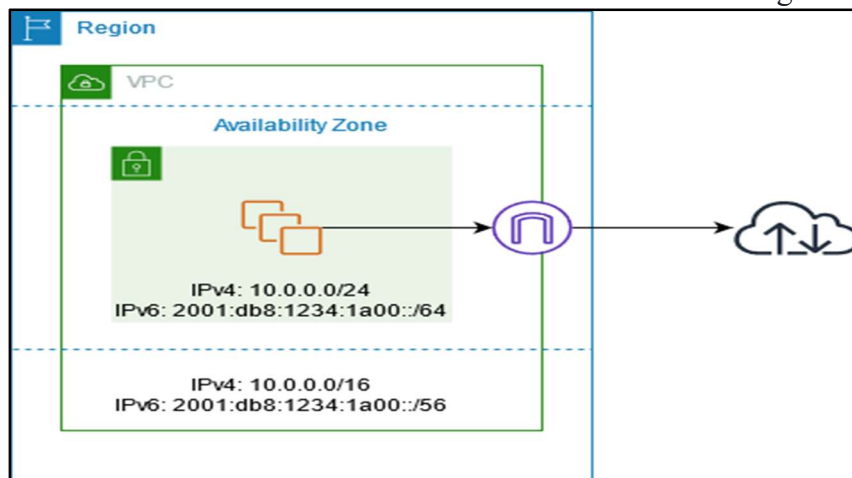 Region
VPC
Availability Zone
IPv4: 10.0.0.0/24
IPv6: 2001:db8:1234:1a00::/64
IPv4: 10.0.0.0/16
IPv6: 2001:db8:1234:1a00::/56